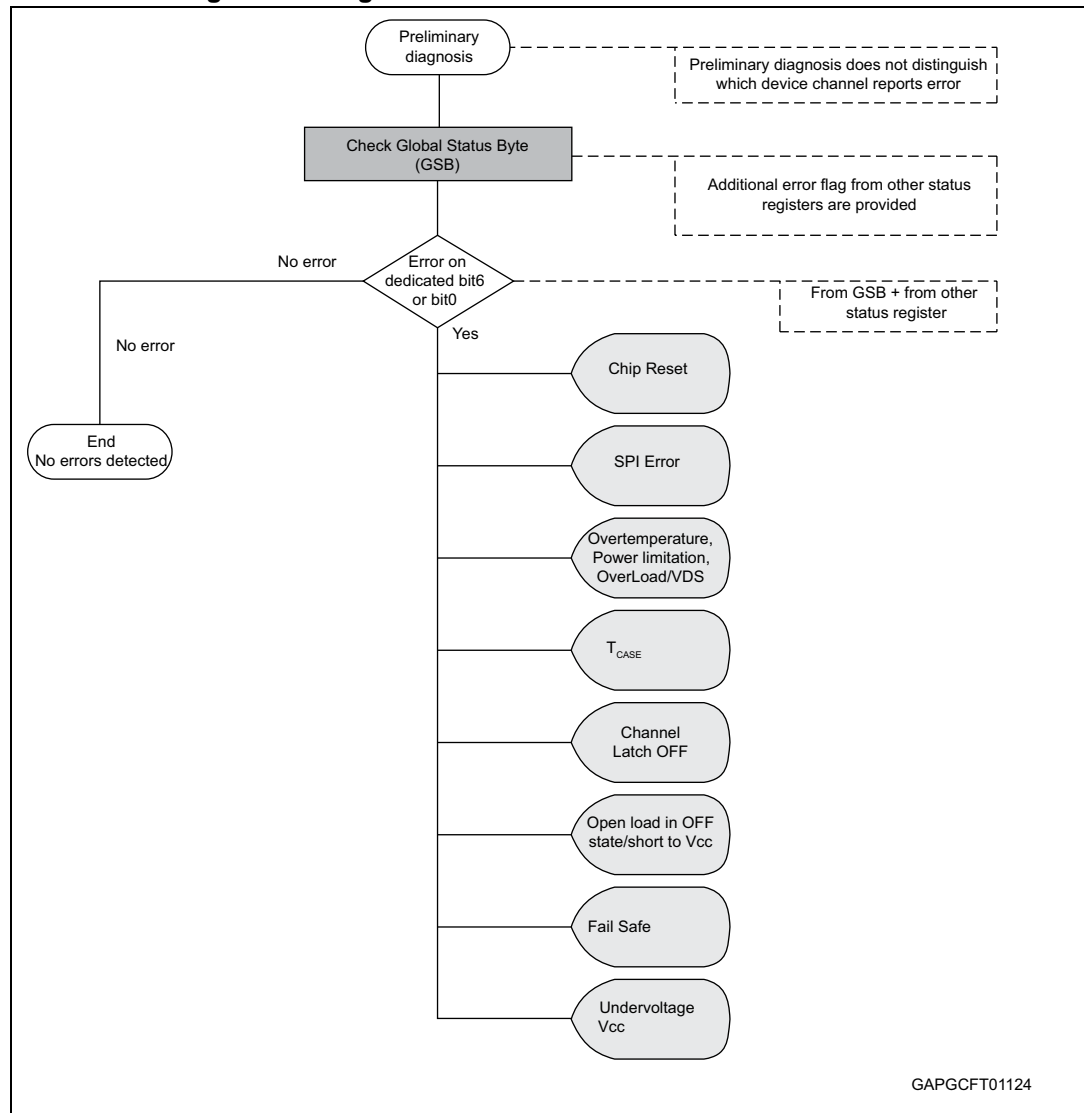 Preliminary
diagnosis
Preliminary diagnosis does not distinguish
which device channel reports error
Check Global Status Byte
(GSB)
Additional error flag from other status
registers are provided
No error
Error on
dedicated bit6
or bit0
From GSB + from other
status register
Yes
No error
Chip Reset
End
No errors detected
SPI Error
Overtemperature,
Power limitation,
OverLoad/VDS
TCASE
Channel
Latch OFF
Open load in OFF
state/short to Vcc
Fail Safe
Undervoltage
Vcc
GAPGCFT01124